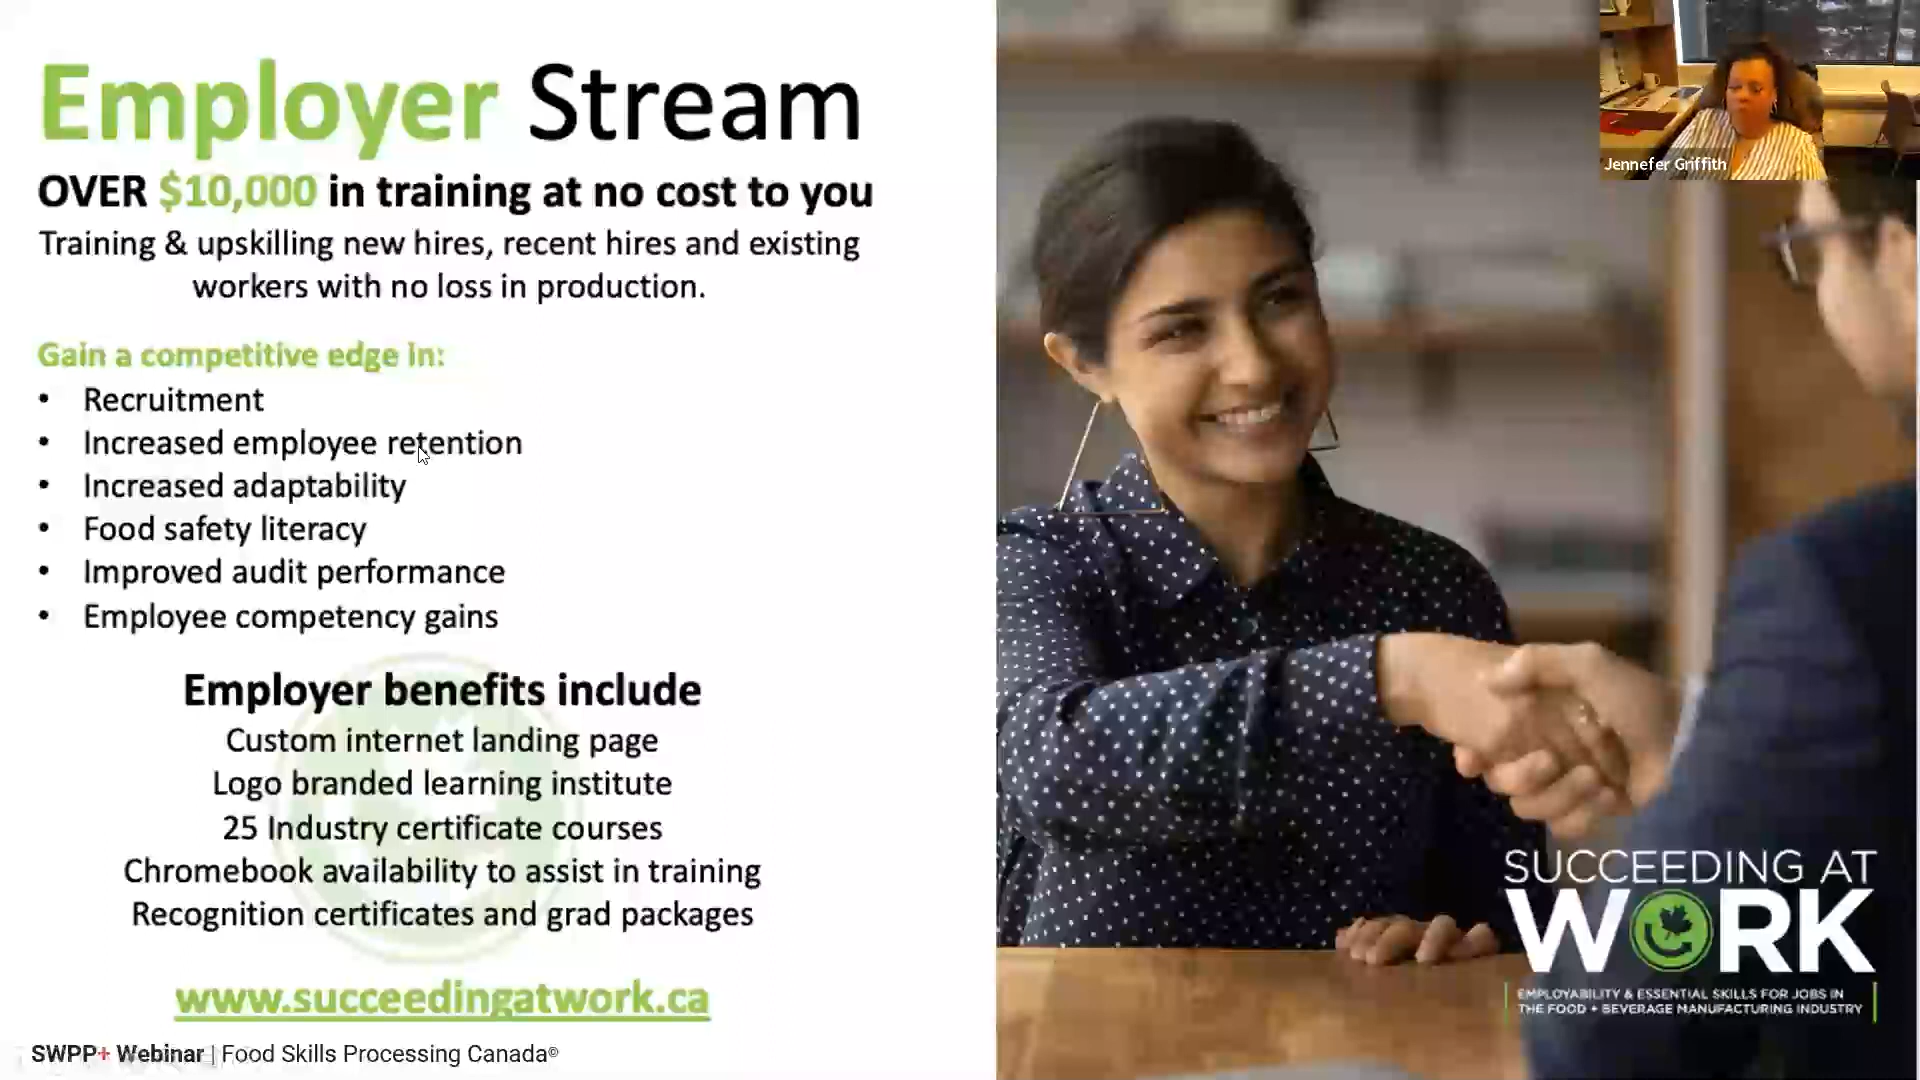 Employer Stream
OVER $10,000 in training at no cost to you
Training & upskilling new hires, recent hires and existing
workers with no loss in production.
Gain a competitive edge in:
• Recruitment
• Increased employee retention
• Increased adaptability
• Food safety literacy
• Improved audit performance
• Employee competency gains
Employer benefits include
Custom internet landing page
Logo branded learning institute
25 Industry certificate courses
Chromebook availability to assist in training
Recognition certificates and grad packages
www.succeedingatwork.ca
SWPP+ Webinar | Food Skills Processing Canada©
Jennefer Griffith
SUCCEEDING AT
WORK
EMPLOYABILITY & ESSENTIAL SKILLS FOR JOBS IN
THE FOOD + BEVERAGE MANUFACTURING INDUSTRY